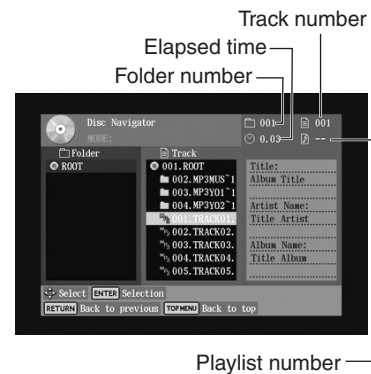 Track number
Elapsed time
Folder number
Disc Navigator
MODE:
001
001
0.03
--
Folder
ROOT
Track
001.ROOT
002.MP3MUS~1
003.MP3YO1~1
004.MP3YO2~1
001.TRACK01.
002.TRACK02.
003.TRACK03.
004.TRACK04.
005.TRACK05.
Title:
Album Title
Artist Name:
Title Artist
Album Name:
Title Album
Select ENTER Selection
RETURN Back to previous TOP MENU Back to top
Playlist number